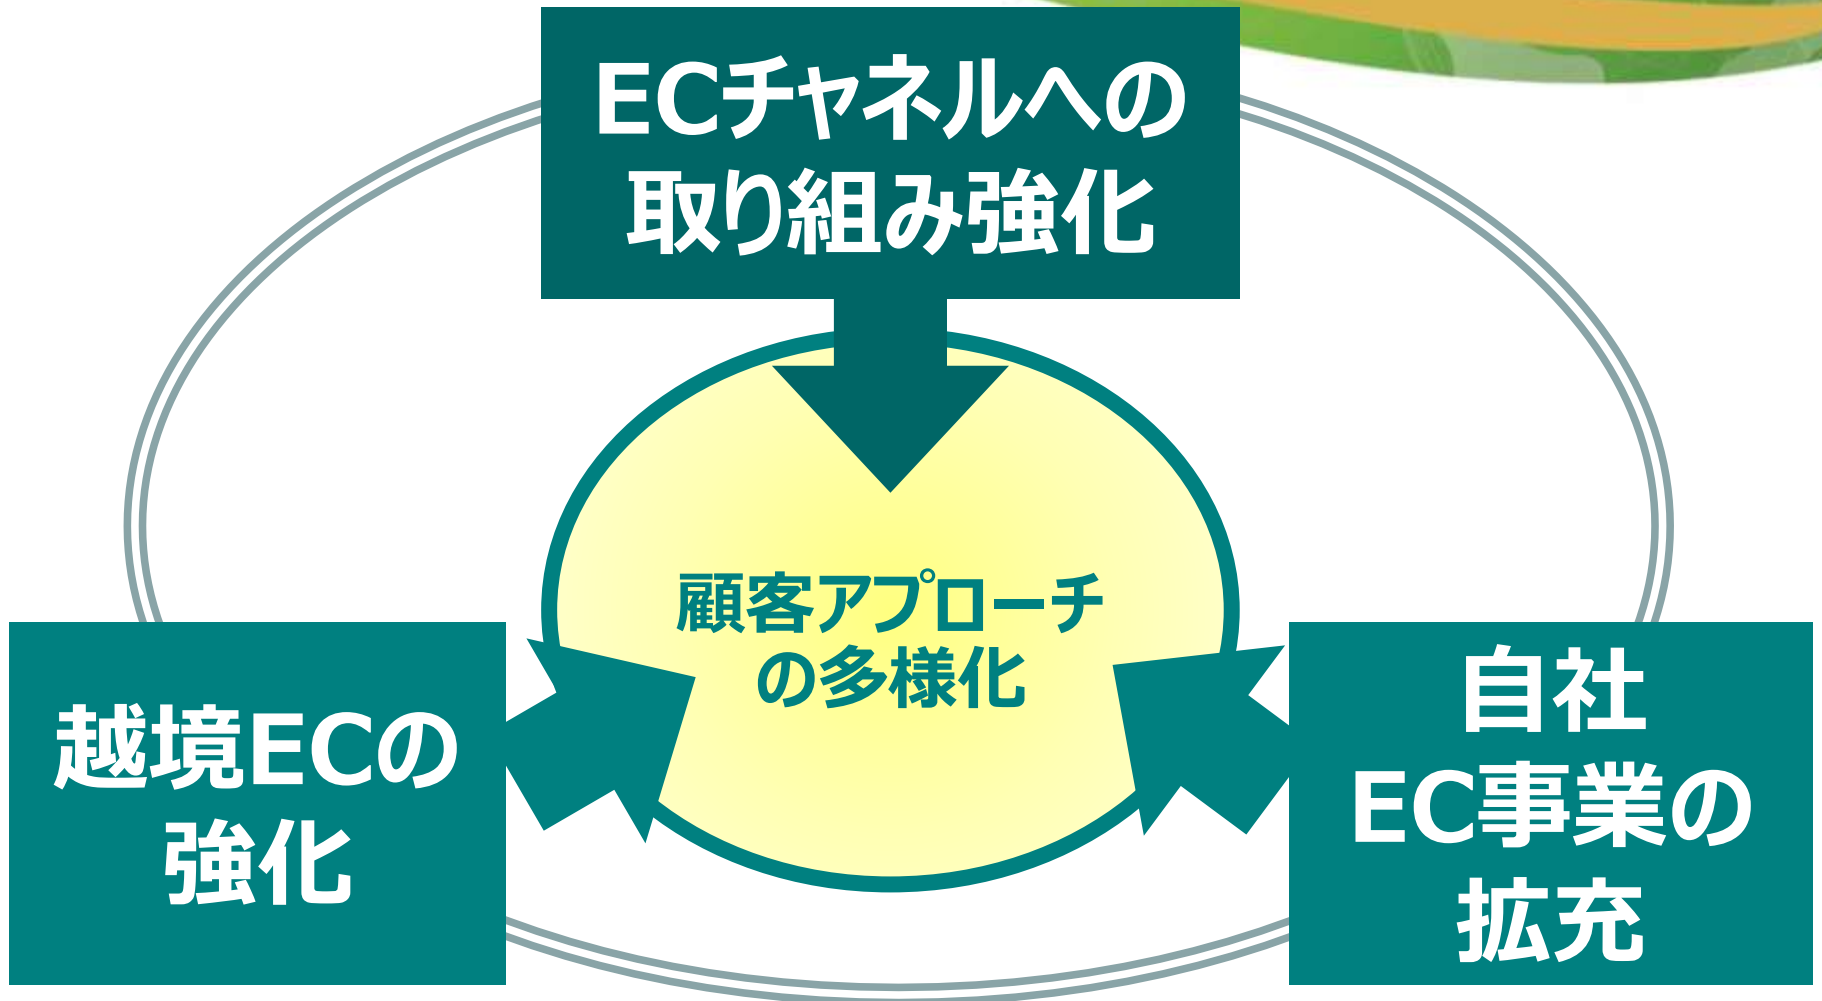 ECチャネルへの
取り組み強化
顧客アプローチ
の多様化
越境ECの
強化
自社
EC事業の
拡充